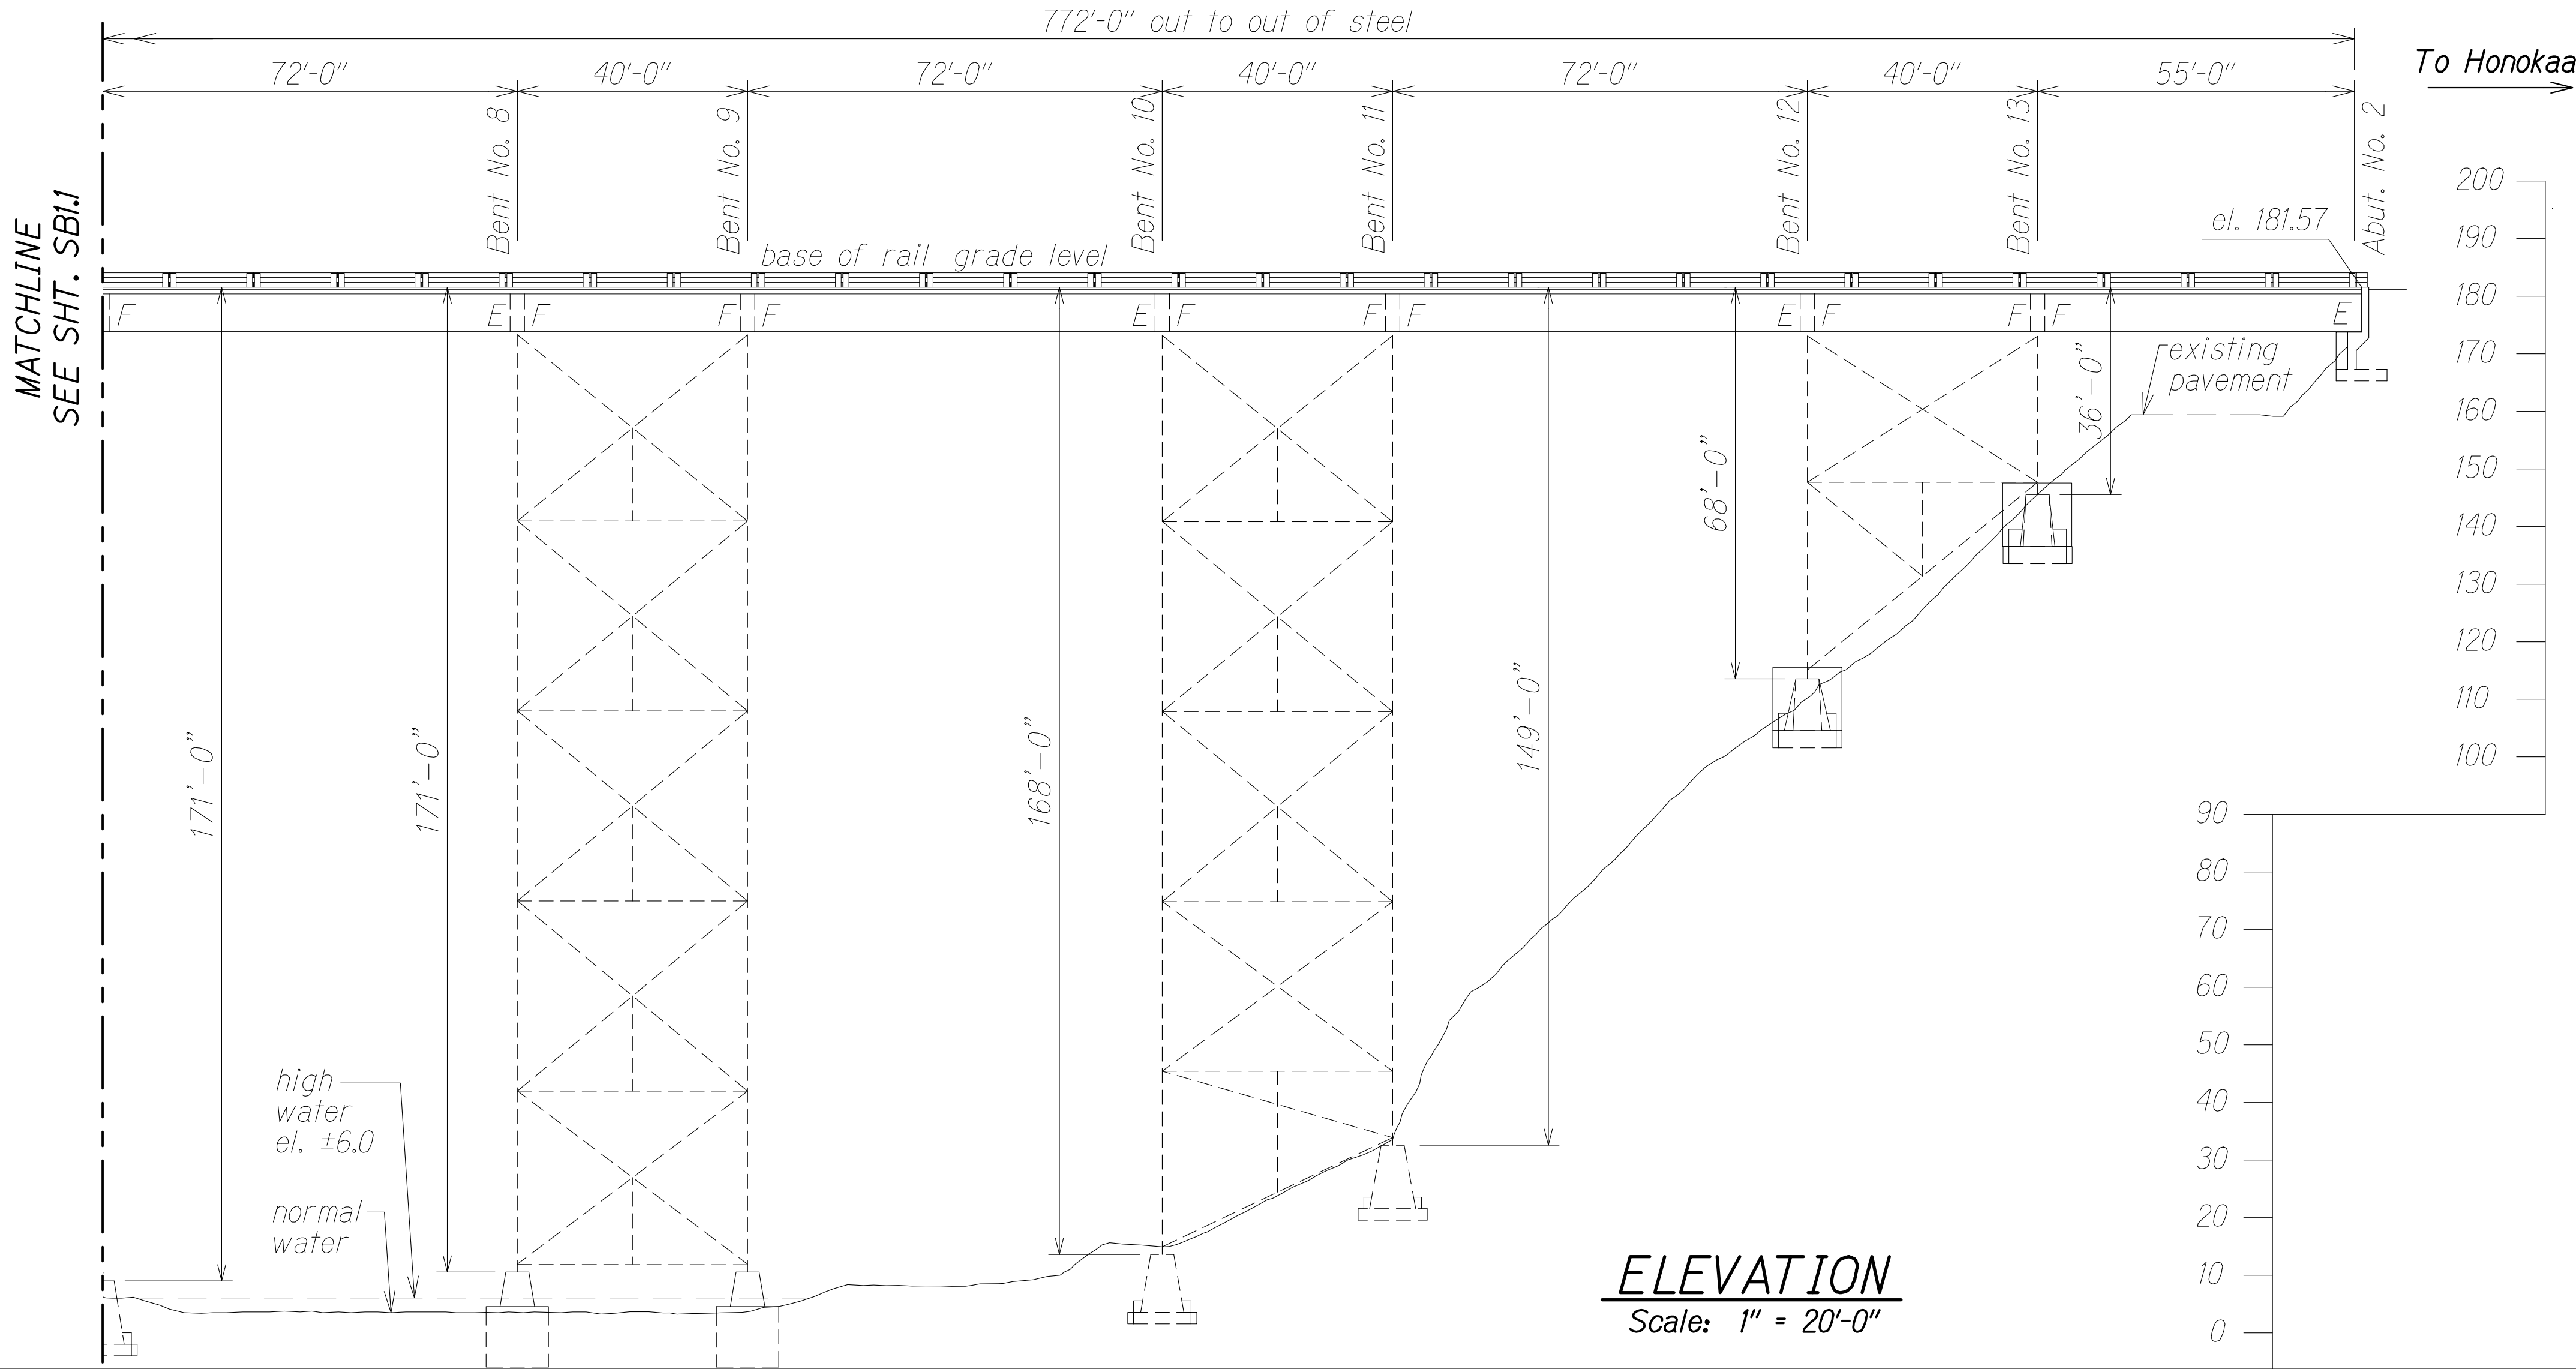 772'-0" out to out of steel
72'-0"
40'-0"
72'-0"
40'-0"
72'-0"
40'-0"
55'-0"
To Honokaa
Bent No. 8
Bent No. 9
Bent No. 10
Bent No. 11
Bent No. 12
Bent No. 13
Abut. No. 2
MATCHLINE
SEE SHT. SB1.1
base of rail grade level
el. 181.57
F
E
F
F
F
E
F
F
F
E
F
F
F
E
existing
pavement
171'-0"
171'-0"
168'-0"
149'-0"
68'-0"
36'-0"
high
water
el. ±6.0
normal
water
200
190
180
170
160
150
140
130
120
110
100
90
80
70
60
50
40
30
20
10
0
ELEVATION
Scale: 1" = 20'-0"